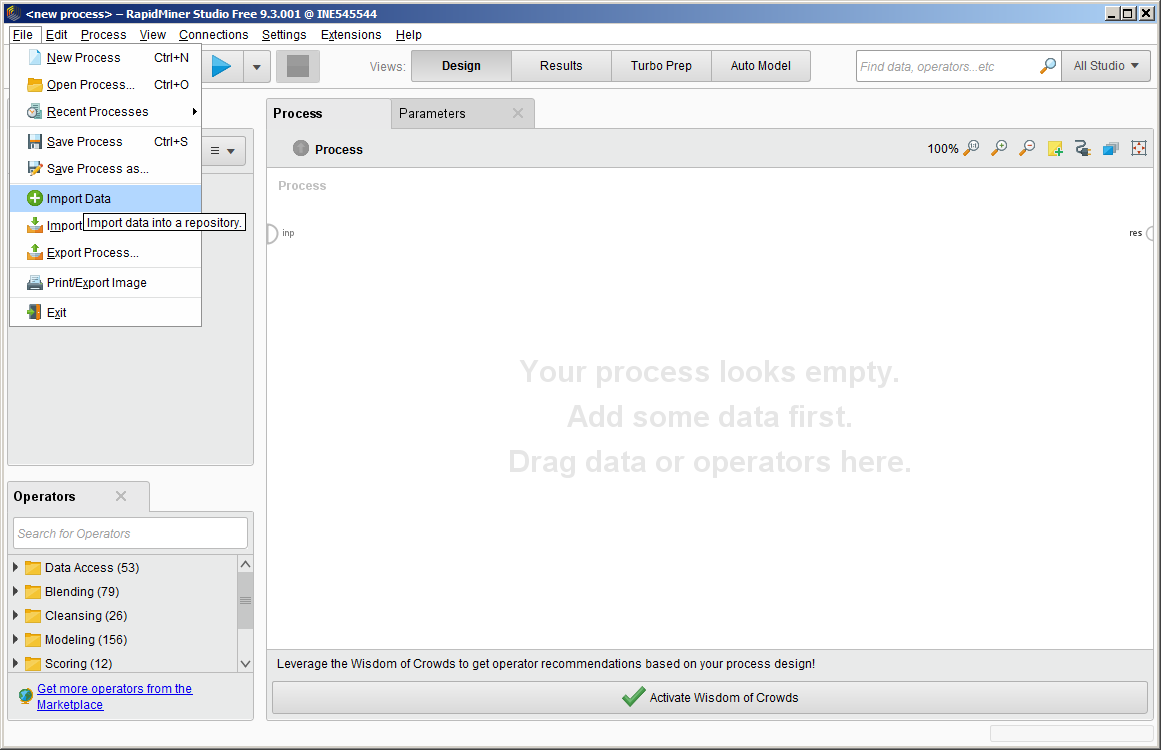 <new process> – RapidMiner Studio Free 9.3.001 @ INE545544
File Edit Process View Connections Settings Extensions Help
New Process Ctrl+N
Open Process... Ctrl+O
Recent Processes
Save Process Ctrl+S
Save Process as...
Import Data
Import
Import data into a repository.
Export Process...
Print/Export Image
Exit
Views: Design Results Turbo Prep Auto Model
Find data, operators...etc All Studio
Process Parameters
Process 100%
Process
inp res
Your process looks empty.
Add some data first.
Drag data or operators here.
Operators
Search for Operators
Data Access (53)
Blending (79)
Cleansing (26)
Modeling (156)
Scoring (12)
Get more operators from the
Marketplace
Leverage the Wisdom of Crowds to get operator recommendations based on your process design!
Activate Wisdom of Crowds